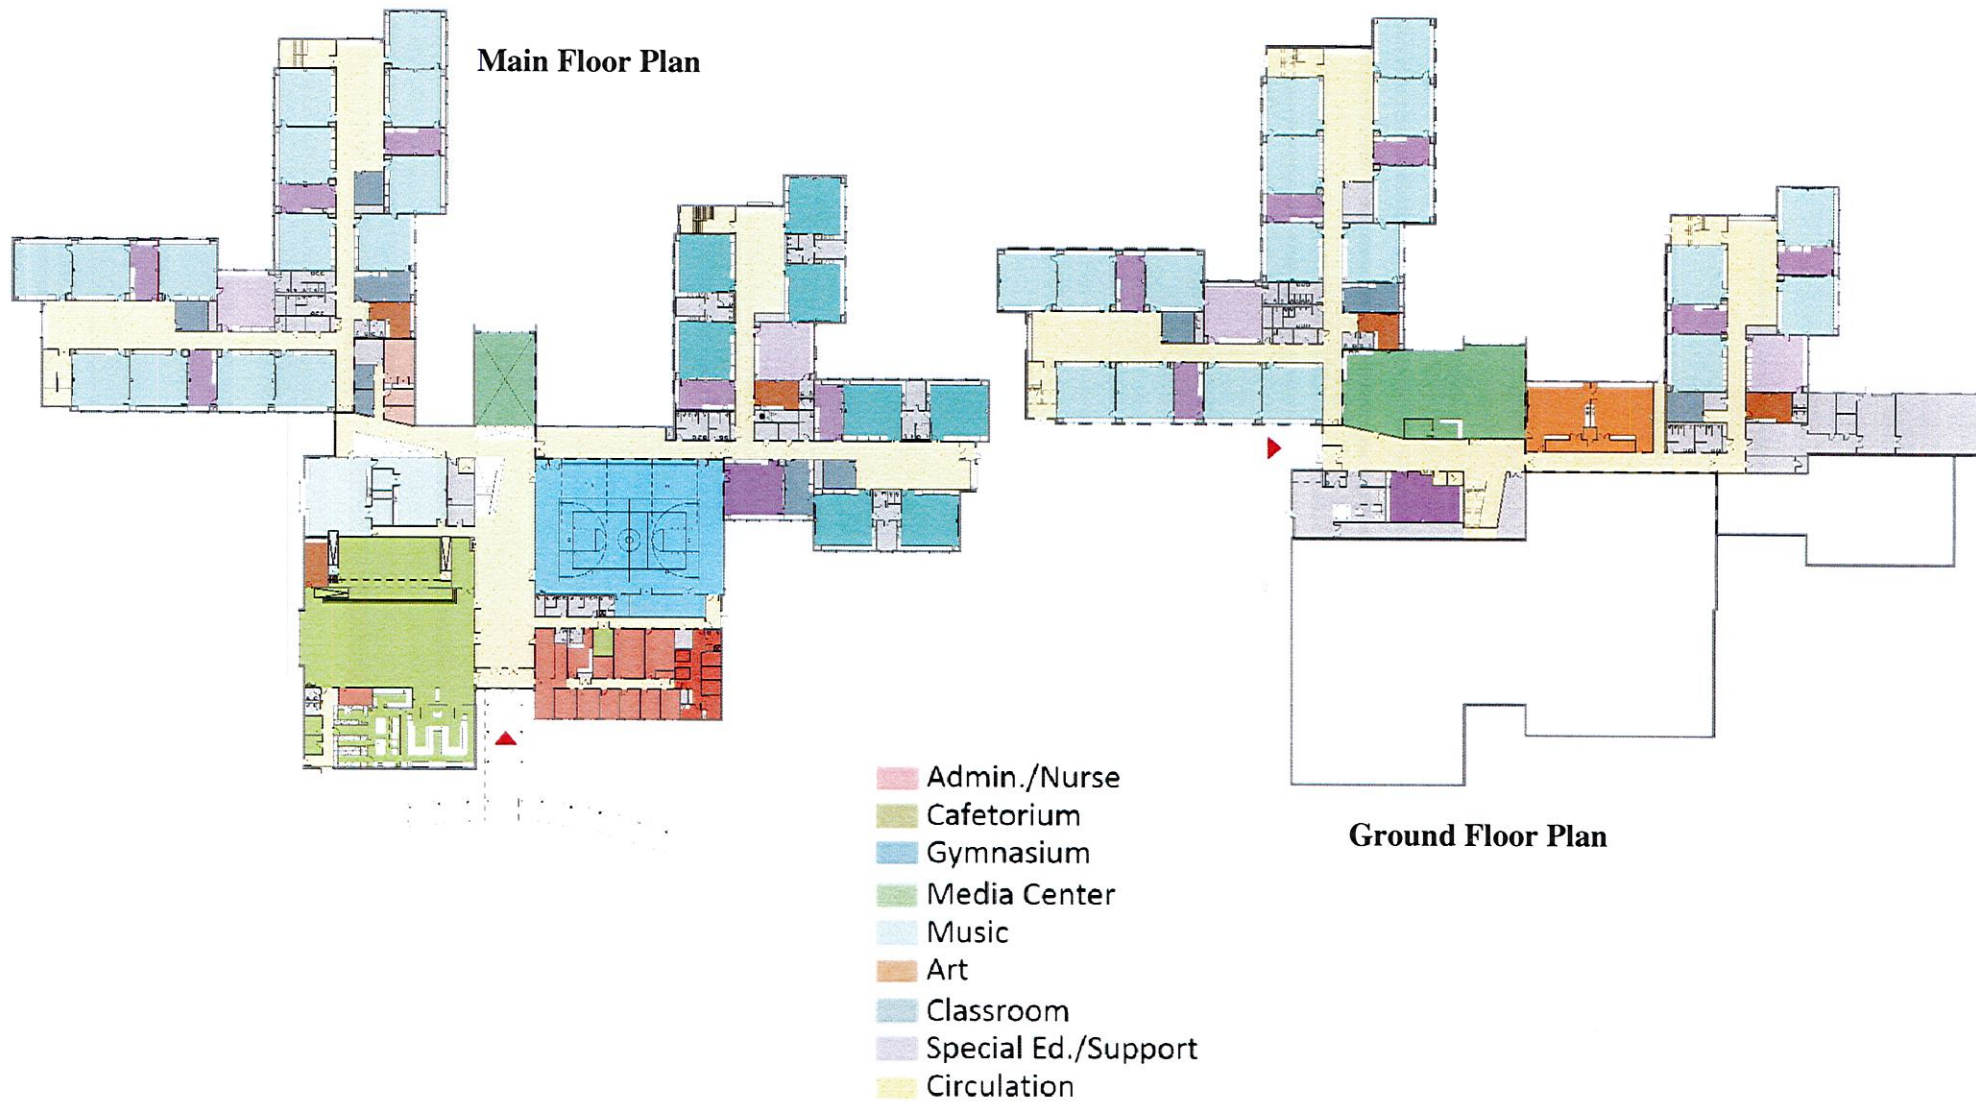 Main Floor Plan
Admin./Nurse
Cafetorium
Gymnasium
Media Center
Music
Art
Classroom
Special Ed./Support
Circulation
Ground Floor Plan